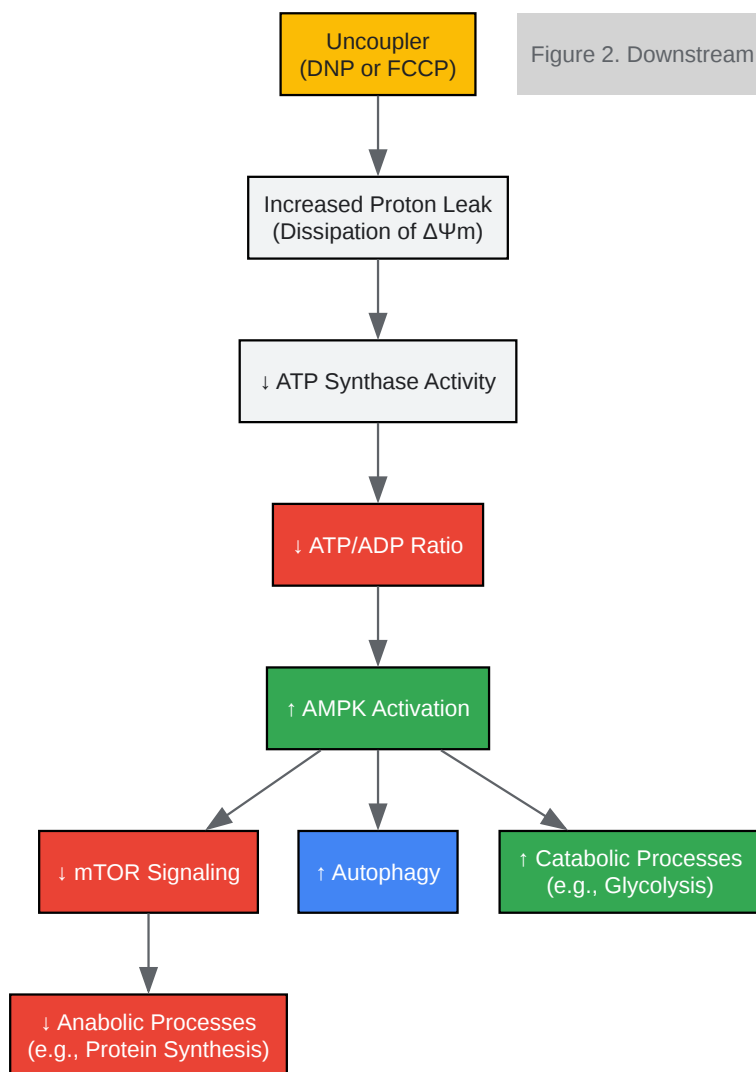 Uncoupler
(DNP or FCCP)
Figure 2. Downstream
Increased Proton Leak
(Dissipation of ΔΨm)
↓ ATP Synthase Activity
↓ ATP/ADP Ratio
↑ AMPK Activation
↓ mTOR Signaling
↑ Autophagy
↑ Catabolic Processes
(e.g., Glycolysis)
↓ Anabolic Processes
(e.g., Protein Synthesis)